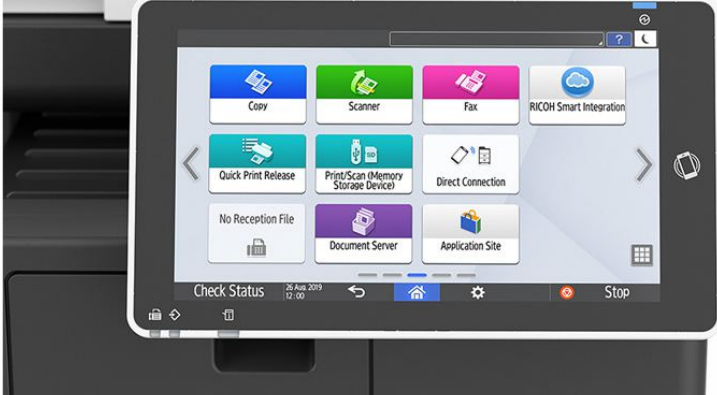 ?
Copy
Scanner
Fax
RICOH Smart Integration
Quick Print Release
SD
Print/Scan (Memory
Storage Device)
Direct Connection
No Reception File
Document Server
Application Site
Check Status
26 Aug. 2019
12:00
Stop